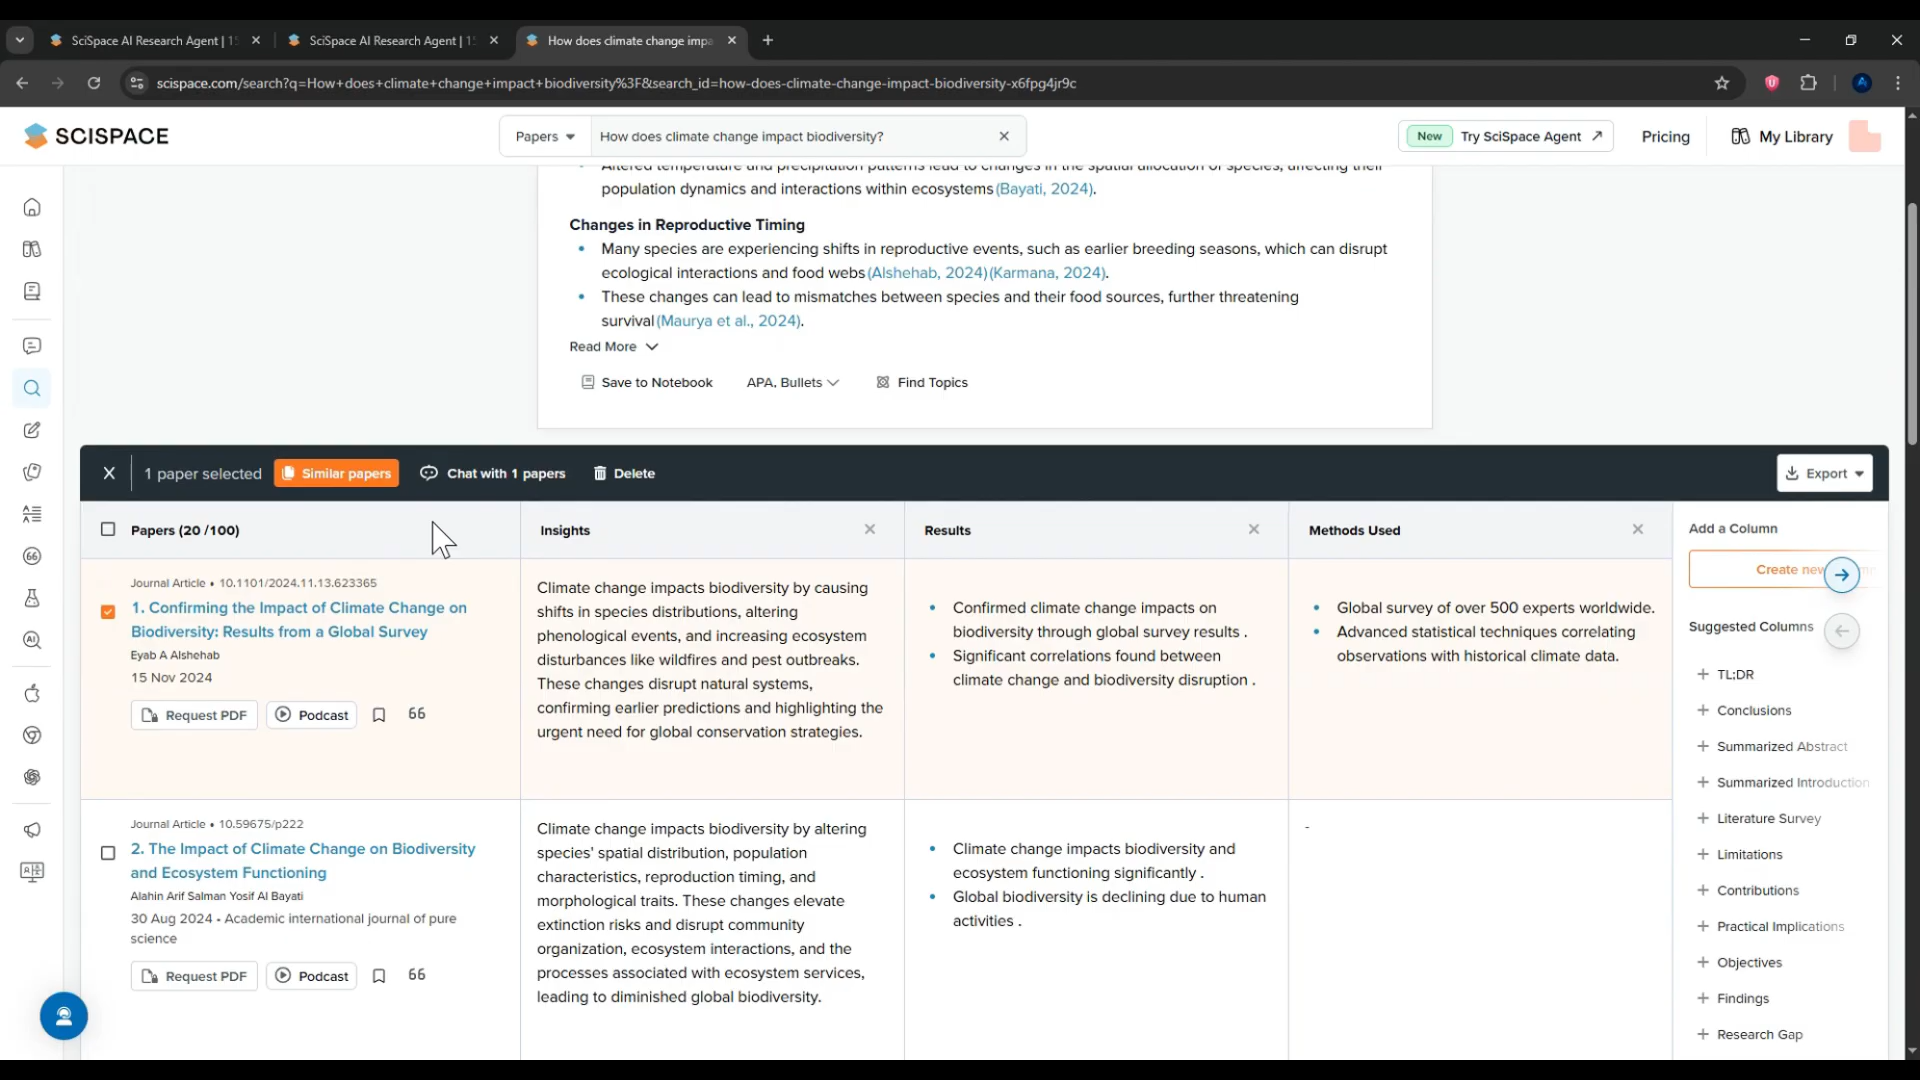 SciSpace AI Research Agent | 1
SciSpace AI Research Agent | 1
How does climate change impa
scispace.com/search?q=How+does+climate+change+impact+biodiversity%3F&search_id=how-does-climate-change-impact-biodiversity-x6fpg4jr9c
SCISPACE
Papers
How does climate change impact biodiversity?
New Try SciSpace Agent
Pricing
My Library
Altered temperature and precipitation patterns lead to changes in the spatial allocation of species, affecting their
population dynamics and interactions within ecosystems (Bayati, 2024).
Changes in Reproductive Timing
• Many species are experiencing shifts in reproductive events, such as earlier breeding seasons, which can disrupt
ecological interactions and food webs (Alshehab, 2024)(Karmana, 2024).
• These changes can lead to mismatches between species and their food sources, further threatening
survival (Maurya et al., 2024).
Read More
Save to Notebook
APA, Bullets
Find Topics
1 paper selected
Similar papers
Chat with 1 papers
Delete
Export
Papers (20 /100)
Insights
Results
Methods Used
Add a Column
Create new
Suggested Columns
+ TL;DR
+ Conclusions
+ Summarized Abstract
+ Summarized Introduction
+ Literature Survey
+ Limitations
+ Contributions
+ Practical Implications
+ Objectives
+ Findings
+ Research Gap
Journal Article • 10.1101/2024.11.13.623365
1. Confirming the Impact of Climate Change on
Biodiversity: Results from a Global Survey
Eyab A Alshehab
15 Nov 2024
Request PDF
Podcast
Climate change impacts biodiversity by causing
shifts in species distributions, altering
phenological events, and increasing ecosystem
disturbances like wildfires and pest outbreaks.
These changes disrupt natural systems,
confirming earlier predictions and highlighting the
urgent need for global conservation strategies.
• Confirmed climate change impacts on
biodiversity through global survey results .
• Significant correlations found between
climate change and biodiversity disruption .
• Global survey of over 500 experts worldwide.
• Advanced statistical techniques correlating
observations with historical climate data.
Journal Article • 10.59675/p222
2. The Impact of Climate Change on Biodiversity
and Ecosystem Functioning
Alahin Arif Salman Yosif Al Bayati
30 Aug 2024 - Academic international journal of pure
science
Request PDF
Podcast
Climate change impacts biodiversity by altering
species' spatial distribution, population
characteristics, reproduction timing, and
morphological traits. These changes elevate
extinction risks and disrupt community
organization, ecosystem interactions, and the
processes associated with ecosystem services,
leading to diminished global biodiversity.
• Climate change impacts biodiversity and
ecosystem functioning significantly .
• Global biodiversity is declining due to human
activities .
-